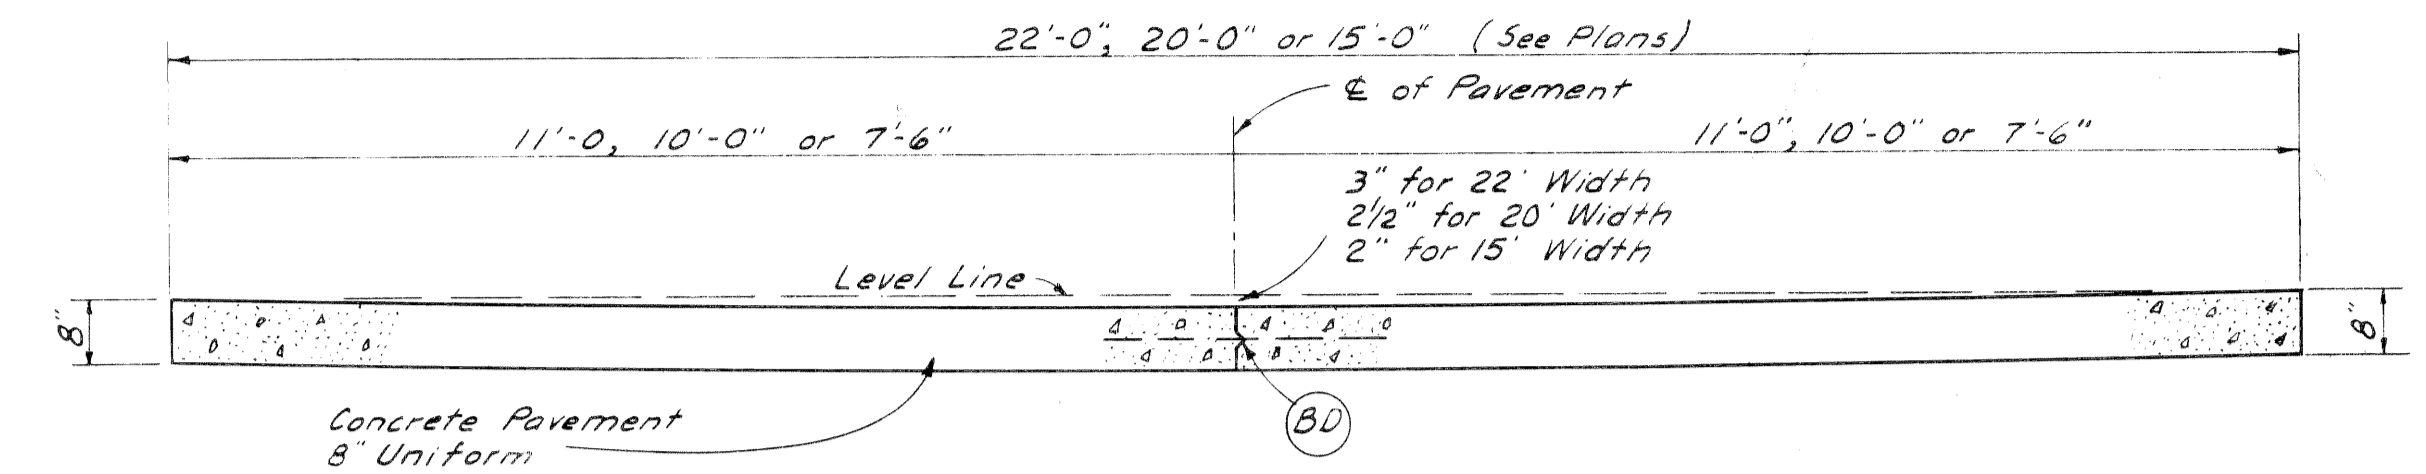 22'-0", 20'-0" or 15'-0" (See Plans)
℄ of Pavement
11'-0, 10'-0" or 7'-6"
11'-0", 10'-0" or 7'-6"
3" for 22' Width
2 1/2" for 20' Width
2" for 15' Width
Level Line
8"
8"
Concrete Pavement
8" Uniform
BD